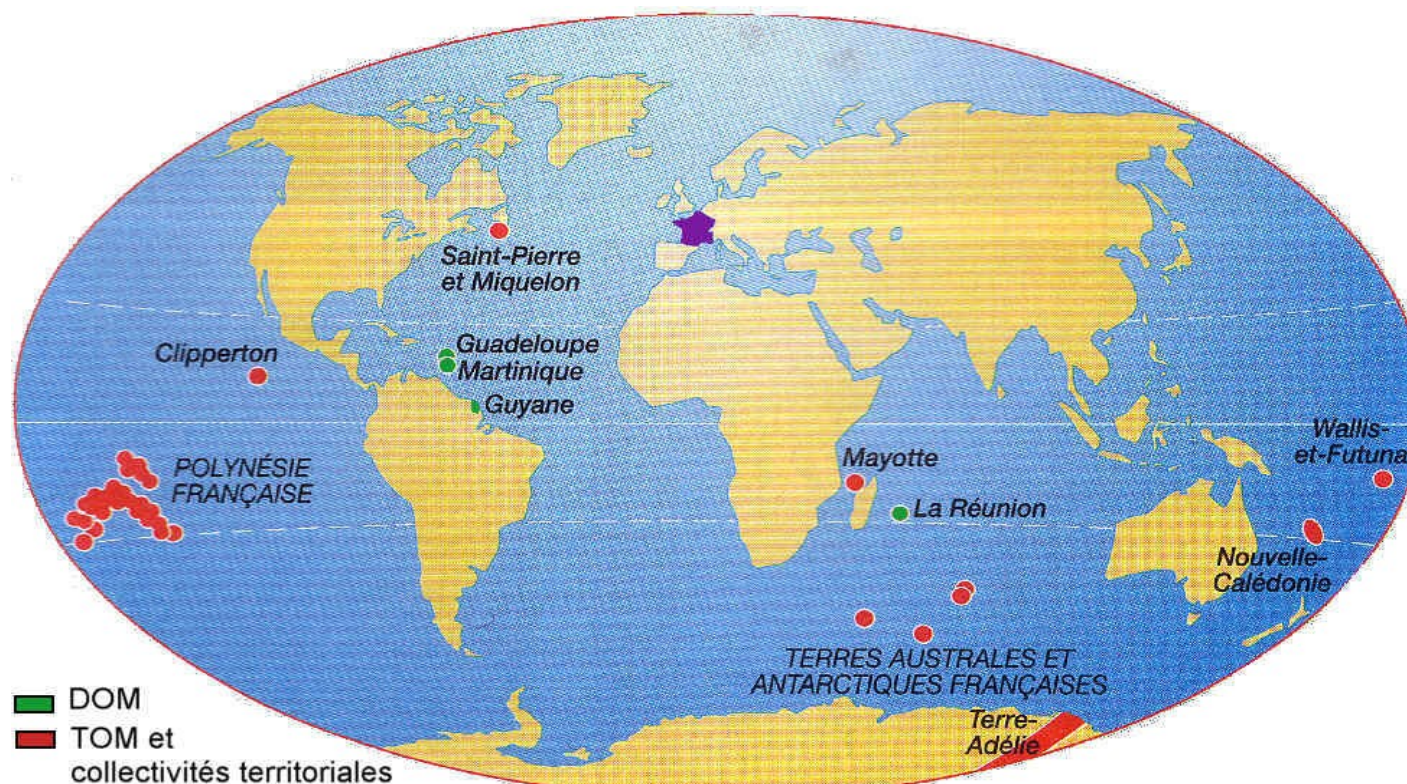 Saint-Pierre
et Miquelon
Clipperton
Guadeloupe
Martinique
Guyane
POLYNÉSIE
FRANÇAISE
Mayotte
La Réunion
Wallis-
et-Futuna
Nouvelle-
Calédonie
TERRES AUSTRALES ET
ANTARCTIQUES FRANÇAISES
Terre-
Adélie
DOM
TOM et
collectivités territoriales